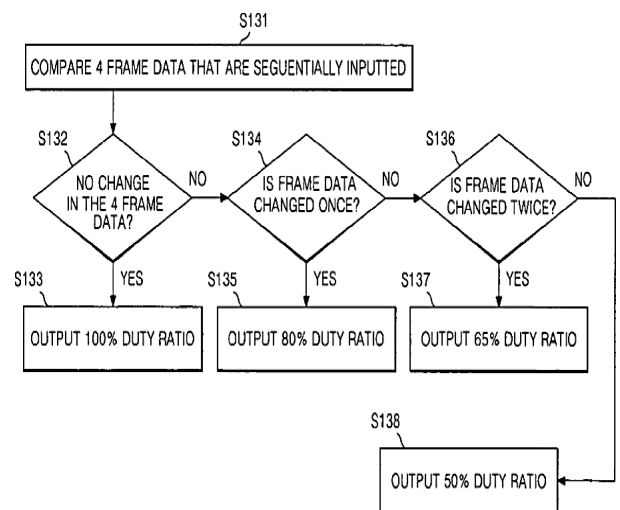 S131
COMPARE 4 FRAME DATA THAT ARE SEGUENTIALLY INPUTTED
S132
NO CHANGE
IN THE 4 FRAME
DATA?
NO
S134
IS FRAME DATA
CHANGED ONCE?
NO
S136
IS FRAME DATA
CHANGED TWICE?
NO
YES
YES
YES
S133
OUTPUT 100% DUTY RATIO
S135
OUTPUT 80% DUTY RATIO
S137
OUTPUT 65% DUTY RATIO
S138
OUTPUT 50% DUTY RATIO